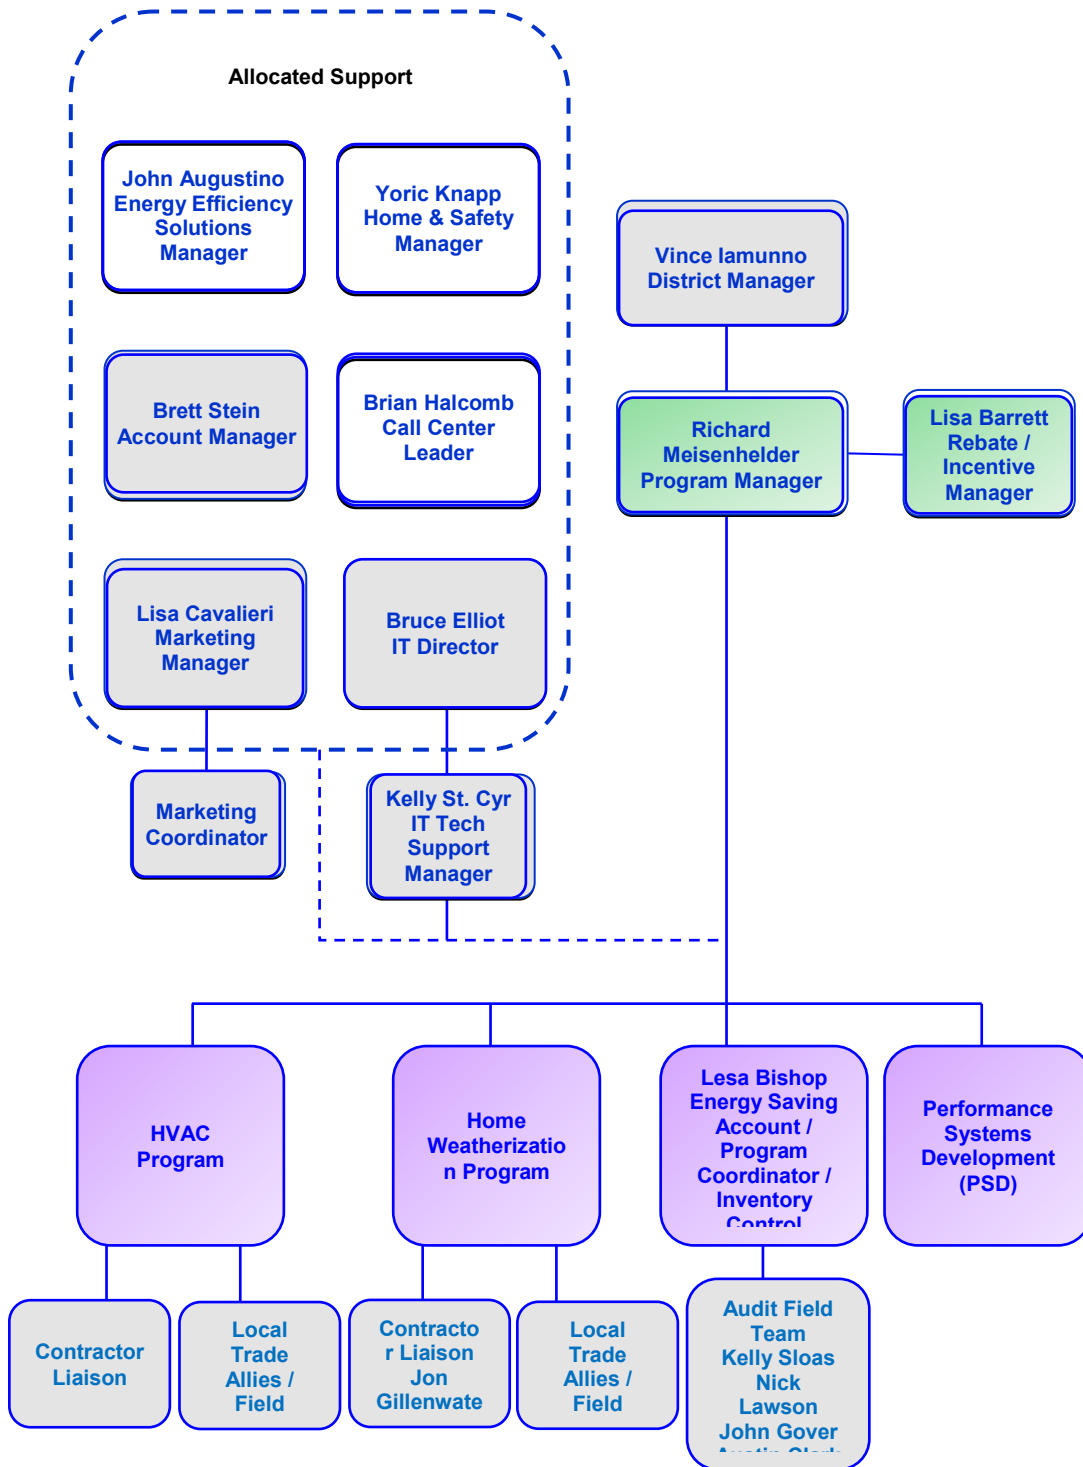 Allocated Support
John Augustino
Energy Efficiency
Solutions
Manager
Yoric Knapp
Home & Safety
Manager
Vince Iamunno
District Manager
Brett Stein
Account Manager
Brian Halcomb
Call Center
Leader
Richard
Meisenhelder
Program Manager
Lisa Barrett
Rebate /
Incentive
Manager
Lisa Cavalieri
Marketing
Manager
Bruce Elliot
IT Director
Marketing
Coordinator
Kelly St. Cyr
IT Tech
Support
Manager
HVAC
Program
Home
Weatherizatio
n Program
Lesa Bishop
Energy Saving
Account /
Program
Coordinator /
Inventory
Control
Performance
Systems
Development
(PSD)
Contractor
Liaison
Local
Trade
Allies /
Field
Contracto
r Liaison
Jon
Gillenwate
Local
Trade
Allies /
Field
Audit Field
Team
Kelly Sloas
Nick
Lawson
John Gover
Austin Clark